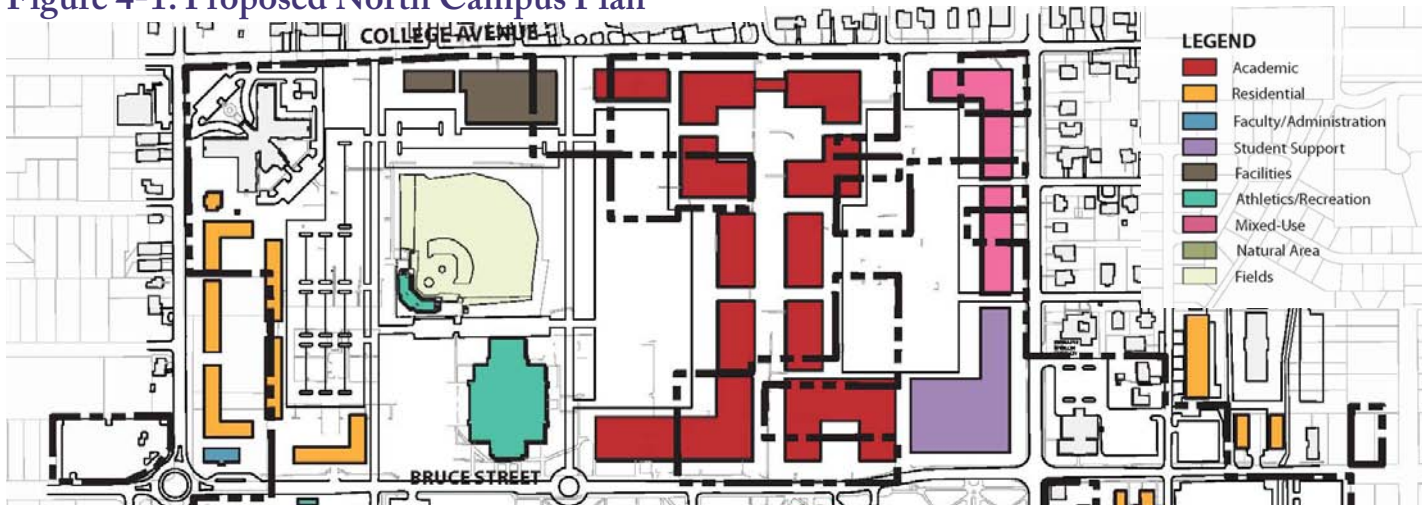 Figure 4-1: Proposed North Campus Plan
COLLEGE AVENUE
LEGEND
Academic
Residential
Faculty/Administration
Student Support
Facilities
Athletics/Recreation
Mixed-Use
Natural Area
Fields
BRUCE STREET